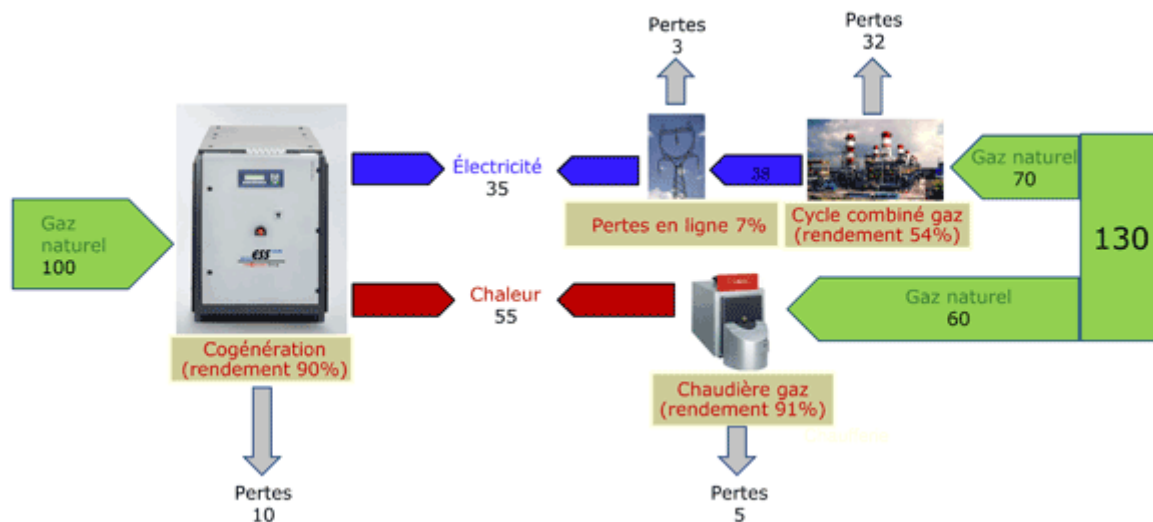 Pertes
3
Pertes
32
Gaz naturel
70
Électricité
35
38
Pertes en ligne 7%
Cycle combiné gaz
(rendement 54%)
130
Gaz
naturel
100
ess
Chaleur
55
Gaz naturel
60
Cogénération
(rendement 90%)
Chaudière gaz
(rendement 91%)
Pertes
10
Pertes
5